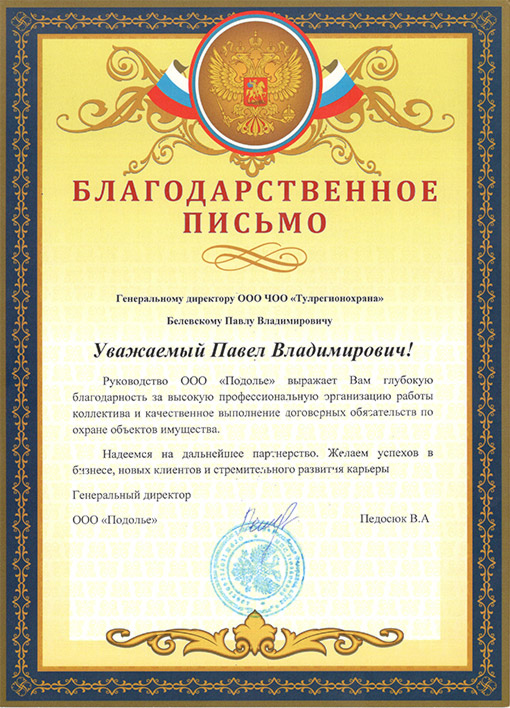 БЛАГОДАРСТВЕННОЕ
ПИСЬМО
Генеральному директору ООО ЧОО «Тулрегионохрана»
Белевскому Павлу Владимировичу
Уважаемый Павел Владимирович!
Руководство ООО «Подолье» выражает Вам глубокую
благодарность за высокую профессиональную организацию работы
коллектива и качественное выполнение договорных обязательств по
охране объектов имущества.
Надеемся на дальнейшее партнерство. Желаем успехов в
бизнесе, новых клиентов и стремительного развития карьеры
Генеральный директор
ООО «Подолье»
Педосюк В.А